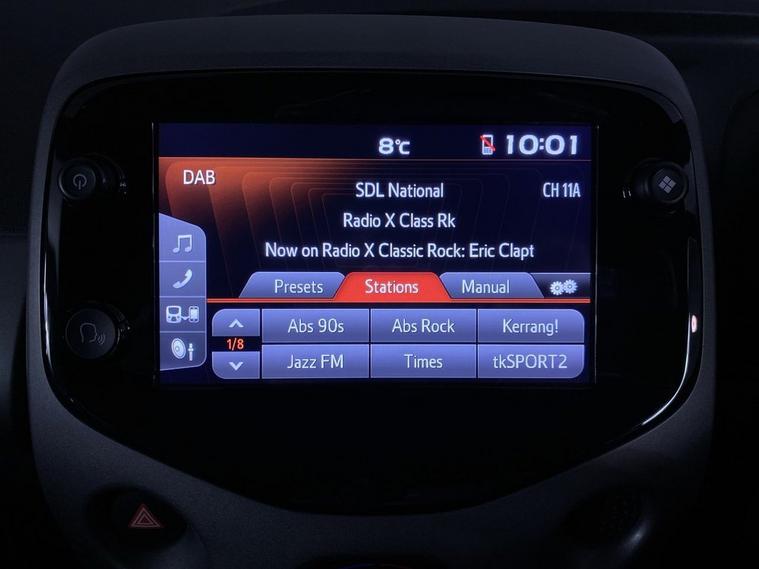 8°C 10:01
DAB
SDL National CH 11A
Radio X Class Rk
Now on Radio X Classic Rock: Eric Clapt
Presets Stations Manual
Abs 90s Abs Rock Kerrang!
1/8
Jazz FM Times tkSPORT2